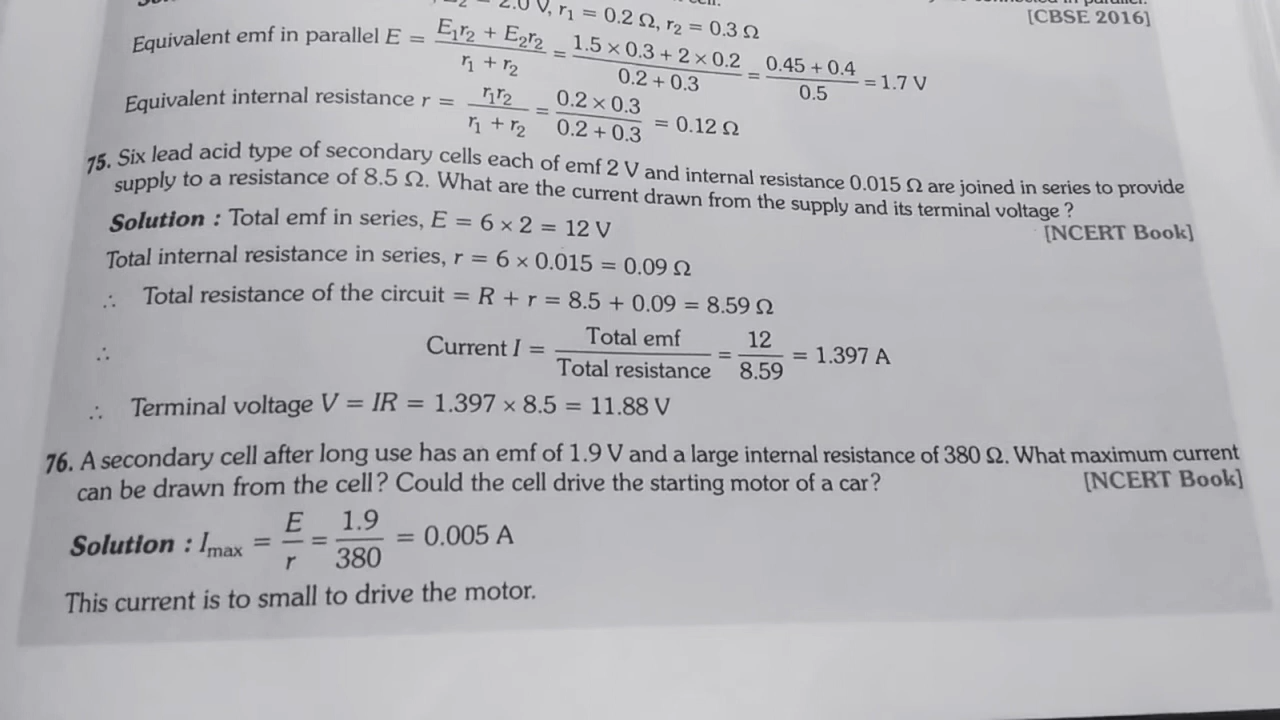 2.0 V, r₁ = 0.2 Ω, r₂ = 0.3 Ω
[CBSE 2016]
Equivalent emf in parallel E = (E₁r₂ + E₂r₂)/(r₁ + r₂) = (1.5 × 0.3 + 2 × 0.2)/(0.2 + 0.3) = (0.45 + 0.4)/0.5 = 1.7 V
Equivalent internal resistance r = r₁r₂/(r₁ + r₂) = (0.2 × 0.3)/(0.2 + 0.3) = 0.12 Ω
75. Six lead acid type of secondary cells each of emf 2 V and internal resistance 0.015 Ω are joined in series to provide
supply to a resistance of 8.5 Ω. What are the current drawn from the supply and its terminal voltage ?
[NCERT Book]
Solution : Total emf in series, E = 6 × 2 = 12 V
Total internal resistance in series, r = 6 × 0.015 = 0.09 Ω
∴ Total resistance of the circuit = R + r = 8.5 + 0.09 = 8.59 Ω
∴ Current I = Total emf/Total resistance = 12/8.59 = 1.397 A
∴ Terminal voltage V = IR = 1.397 × 8.5 = 11.88 V
76. A secondary cell after long use has an emf of 1.9 V and a large internal resistance of 380 Ω. What maximum current
can be drawn from the cell? Could the cell drive the starting motor of a car?
[NCERT Book]
Solution : I_max = E/r = 1.9/380 = 0.005 A
This current is to small to drive the motor.